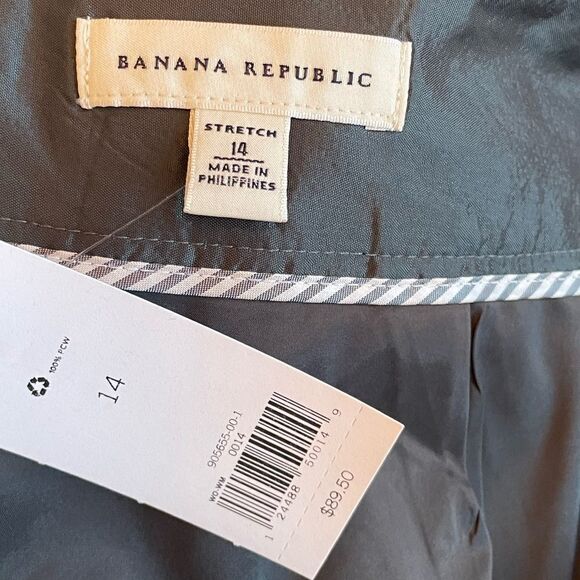 BANANA REPUBLIC
STRETCH
14
MADE IN
PHILIPPINES
100% PCW
14
905655-00-1
WO-WM 0014
1 24488 50014 9
$89.50